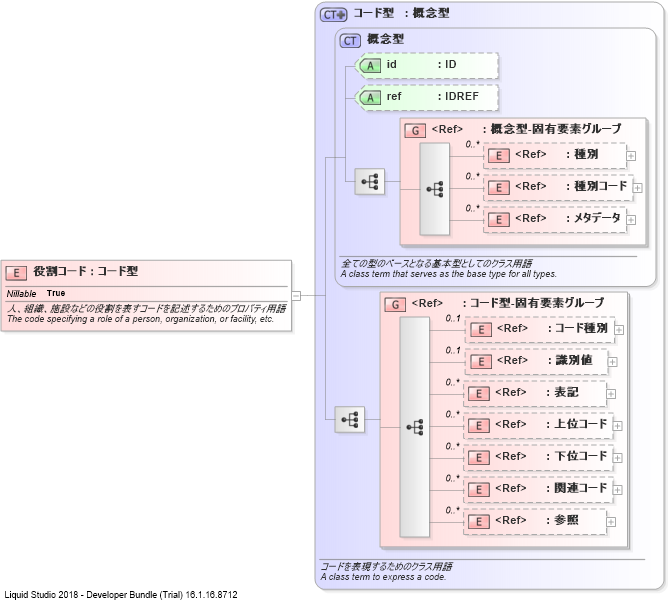 CT コード型 : 概念型
CT 概念型
A id : ID
A ref : IDREF
G <Ref> : 概念型-固有要素グループ
0..*
E <Ref> : 種別
0..*
E <Ref> : 種別コード
0..*
E <Ref> : メタデータ
全ての型のベースとなる基本型としてのクラス用語
A class term that serves as the base type for all types.
E 役割コード : コード型
Nillable True
人、組織、施設などの役割を表すコードを記述するためのプロパティ用語
The code specifying a role of a person, organization, or facility, etc.
G <Ref> : コード型-固有要素グループ
0..1
E <Ref> : コード種別
0..1
E <Ref> : 識別値
0..*
E <Ref> : 表記
0..*
E <Ref> : 上位コード
0..*
E <Ref> : 下位コード
0..*
E <Ref> : 関連コード
0..*
E <Ref> : 参照
コードを表現するためのクラス用語
A class term to express a code.
Liquid Studio 2018 - Developer Bundle (Trial) 16.1.16.8712